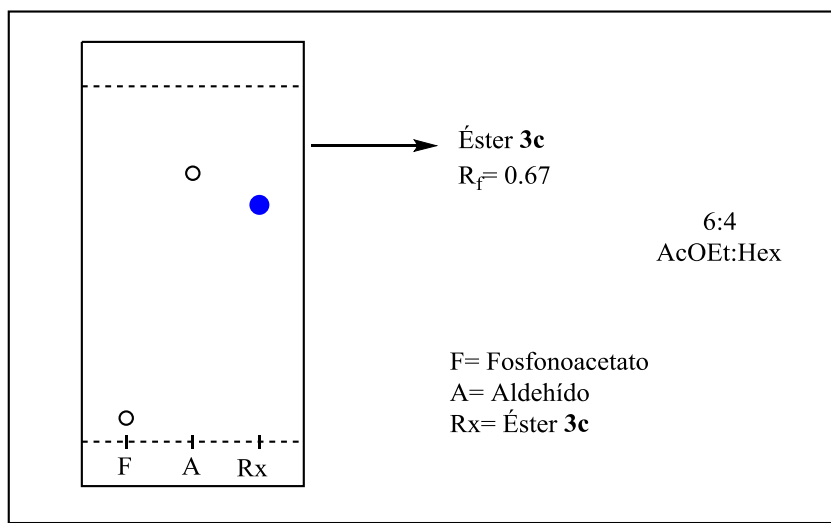 Éster 3c
Rf= 0.67
6:4
AcOEt:Hex
F= Fosfonoacetato
A= Aldehído
Rx= Éster 3c
F A Rx